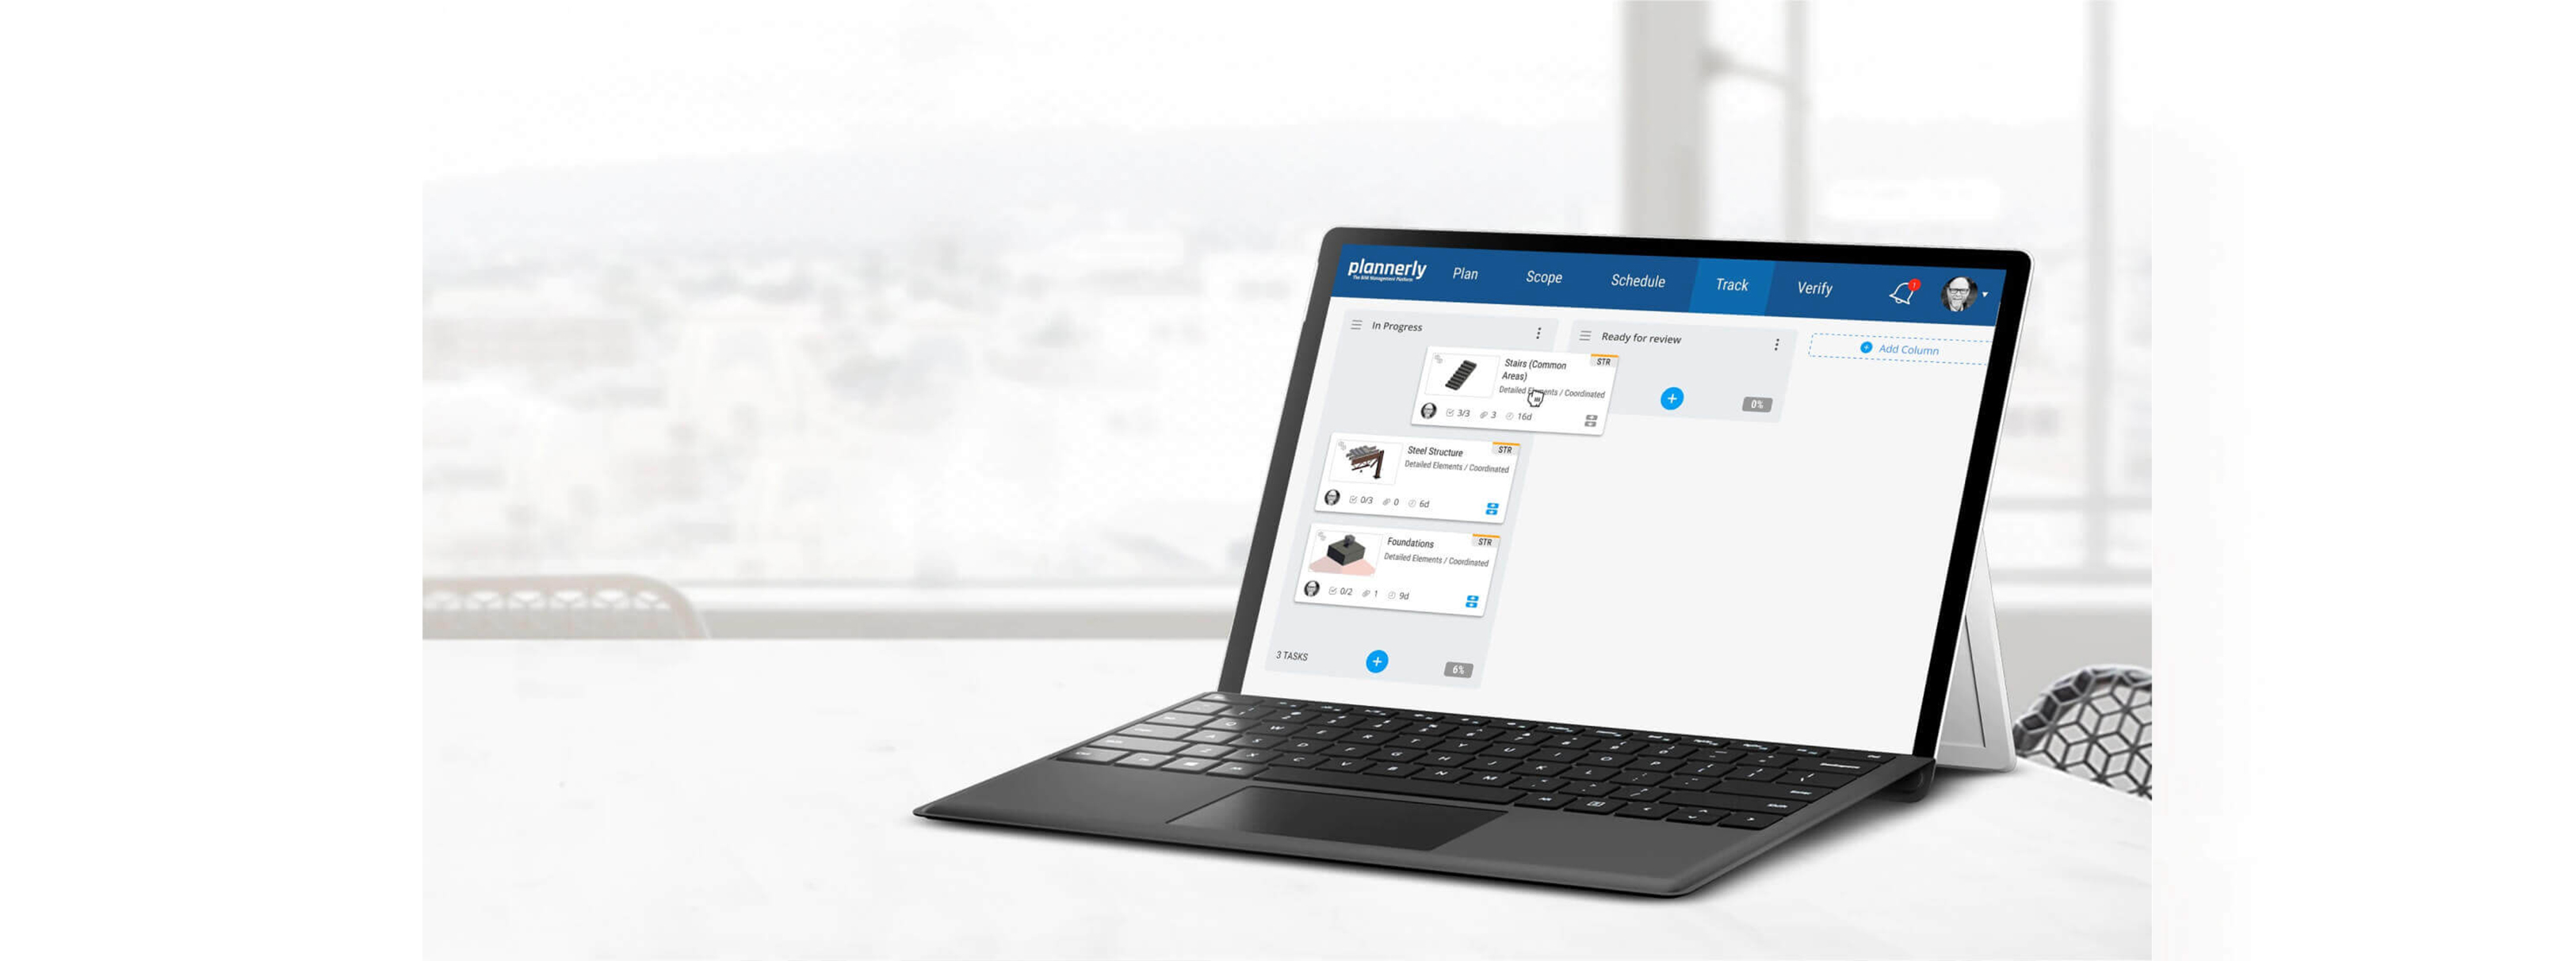 plannerly
The BIM Management Platform
Plan
Scope
Schedule
Track
Verify
1
In Progress
Ready for review
Add Column
Stairs (Common
Areas)
STR
Detailed Elements / Coordinated
3/3
3
16d
0%
Steel Structure
STR
Detailed Elements / Coordinated
0/3
0
6d
Foundations
STR
Detailed Elements / Coordinated
0/2
1
9d
3 TASKS
6%